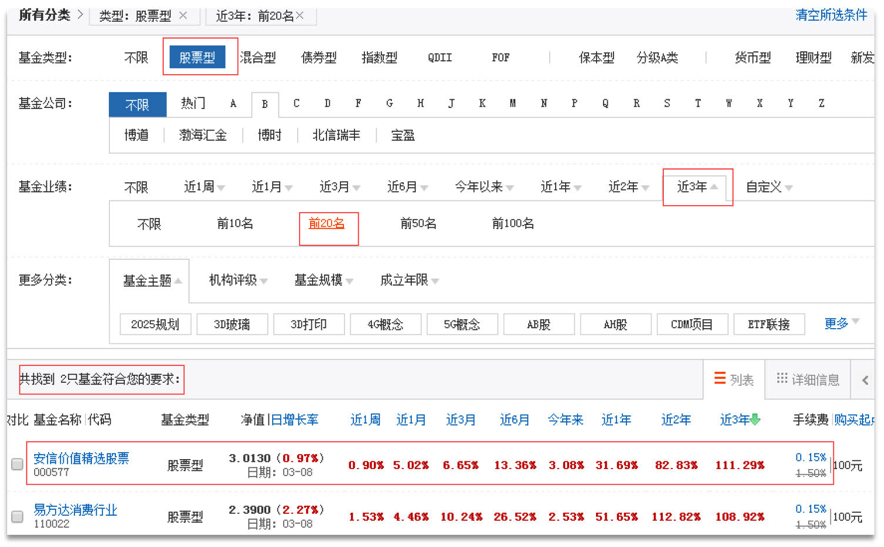 所有分类 > 类型: 股票型 × 近3年: 前20名× 清空所选条件
基金类型: 不限 股票型 混合型 债券型 指数型 QDII FOF 保本型 分级A类 货币型 理财型 新发
基金公司: 不限 热门 A B C D F G H J K M N P Q R S T W X Y Z
博道 渤海汇金 博时 北信瑞丰 宝盈
基金业绩: 不限 近1周 近1月 近3月 近6月 今年以来 近1年 近2年 近3年 自定义
不限 前10名 前20名 前50名 前100名
更多分类: 基金主题 机构评级 基金规模 成立年限
2025规划 3D玻璃 3D打印 4G概念 5G概念 AB股 AH股 CDM项目 ETF联接 更多
共找到 2只基金符合您的要求: 列表 详细信息 <
对比 基金名称|代码 基金类型 净值|日增长率 近1周 近1月 近3月 近6月 今年来 近1年 近2年 近3年 手续费 购买起点
安信价值精选股票 股票型 3.0130 (0.97%) 0.90% 5.02% 6.65% 13.36% 3.08% 31.69% 82.83% 111.29% 0.15% 100元
000577 日期: 03-08 1.50%
易方达消费行业 股票型 2.3900 (2.27%) 1.53% 4.46% 10.24% 26.52% 2.53% 51.65% 112.82% 108.92% 0.15% 100元
110022 日期: 03-08 1.50%